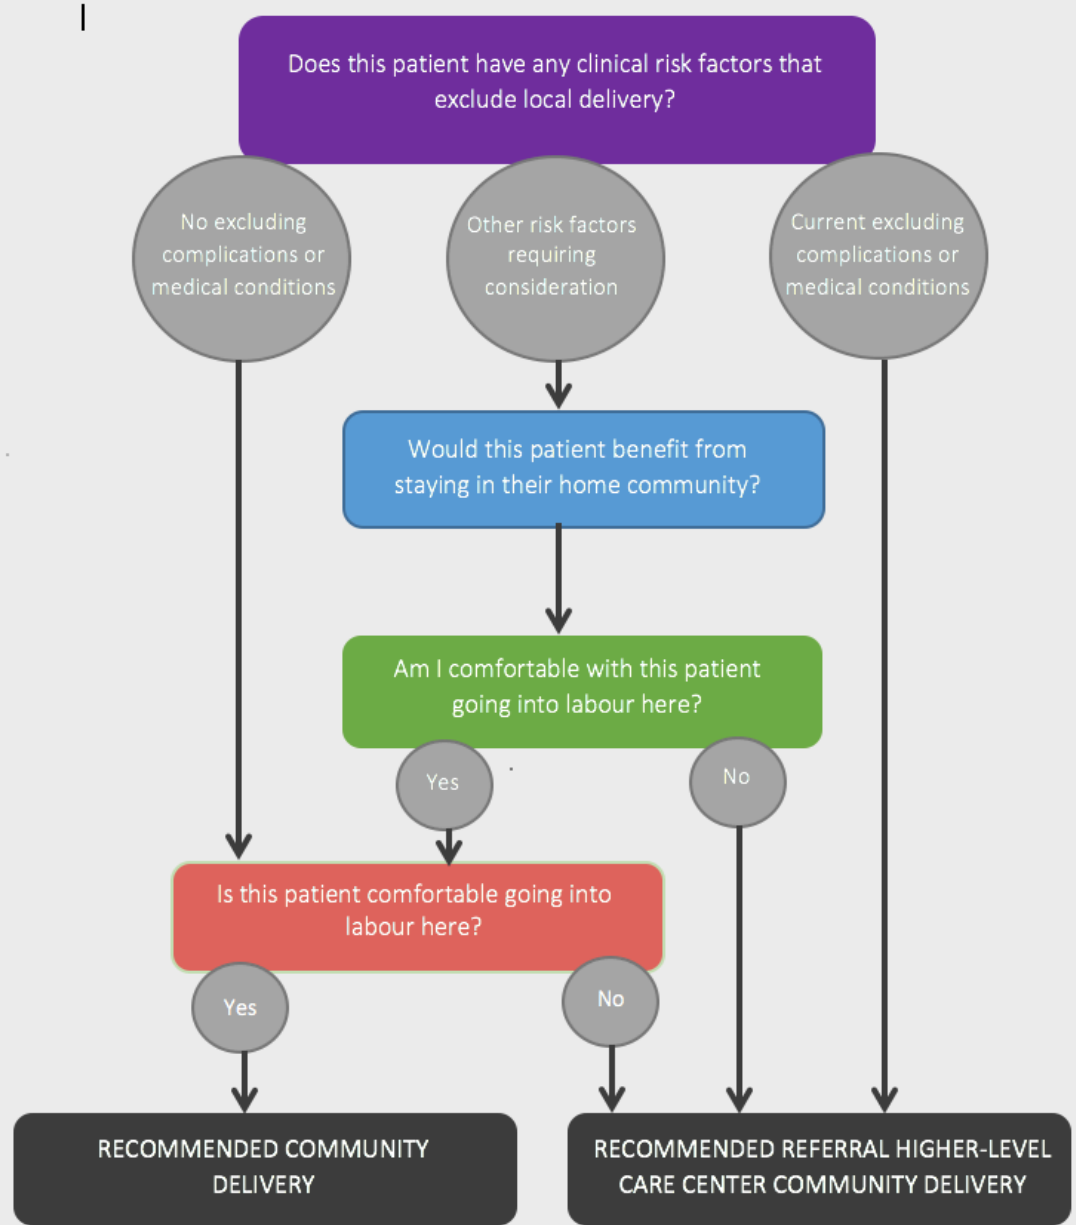 Does this patient have any clinical risk factors that
exclude local delivery?
No excluding
complications or
medical conditions
Other risk factors
requiring
consideration
Current excluding
complications or
medical conditions
Would this patient benefit from
staying in their home community?
Am I comfortable with this patient
going into labour here?
Yes
No
Is this patient comfortable going into
labour here?
Yes
No
RECOMMENDED COMMUNITY
DELIVERY
RECOMMENDED REFERRAL HIGHER-LEVEL
CARE CENTER COMMUNITY DELIVERY